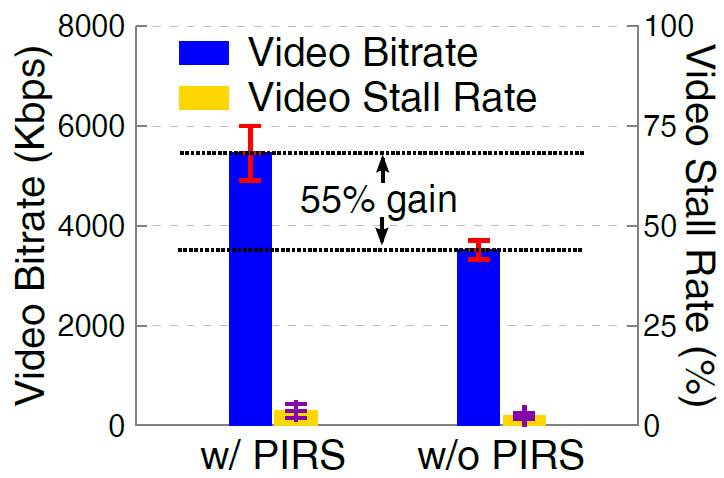 Video Bitrate (Kbps)
8000
6000
4000
2000
0
Video Bitrate
Video Stall Rate
55% gain
100
75
50
25
0
Video Stall Rate (%)
w/ PIRS
w/o PIRS